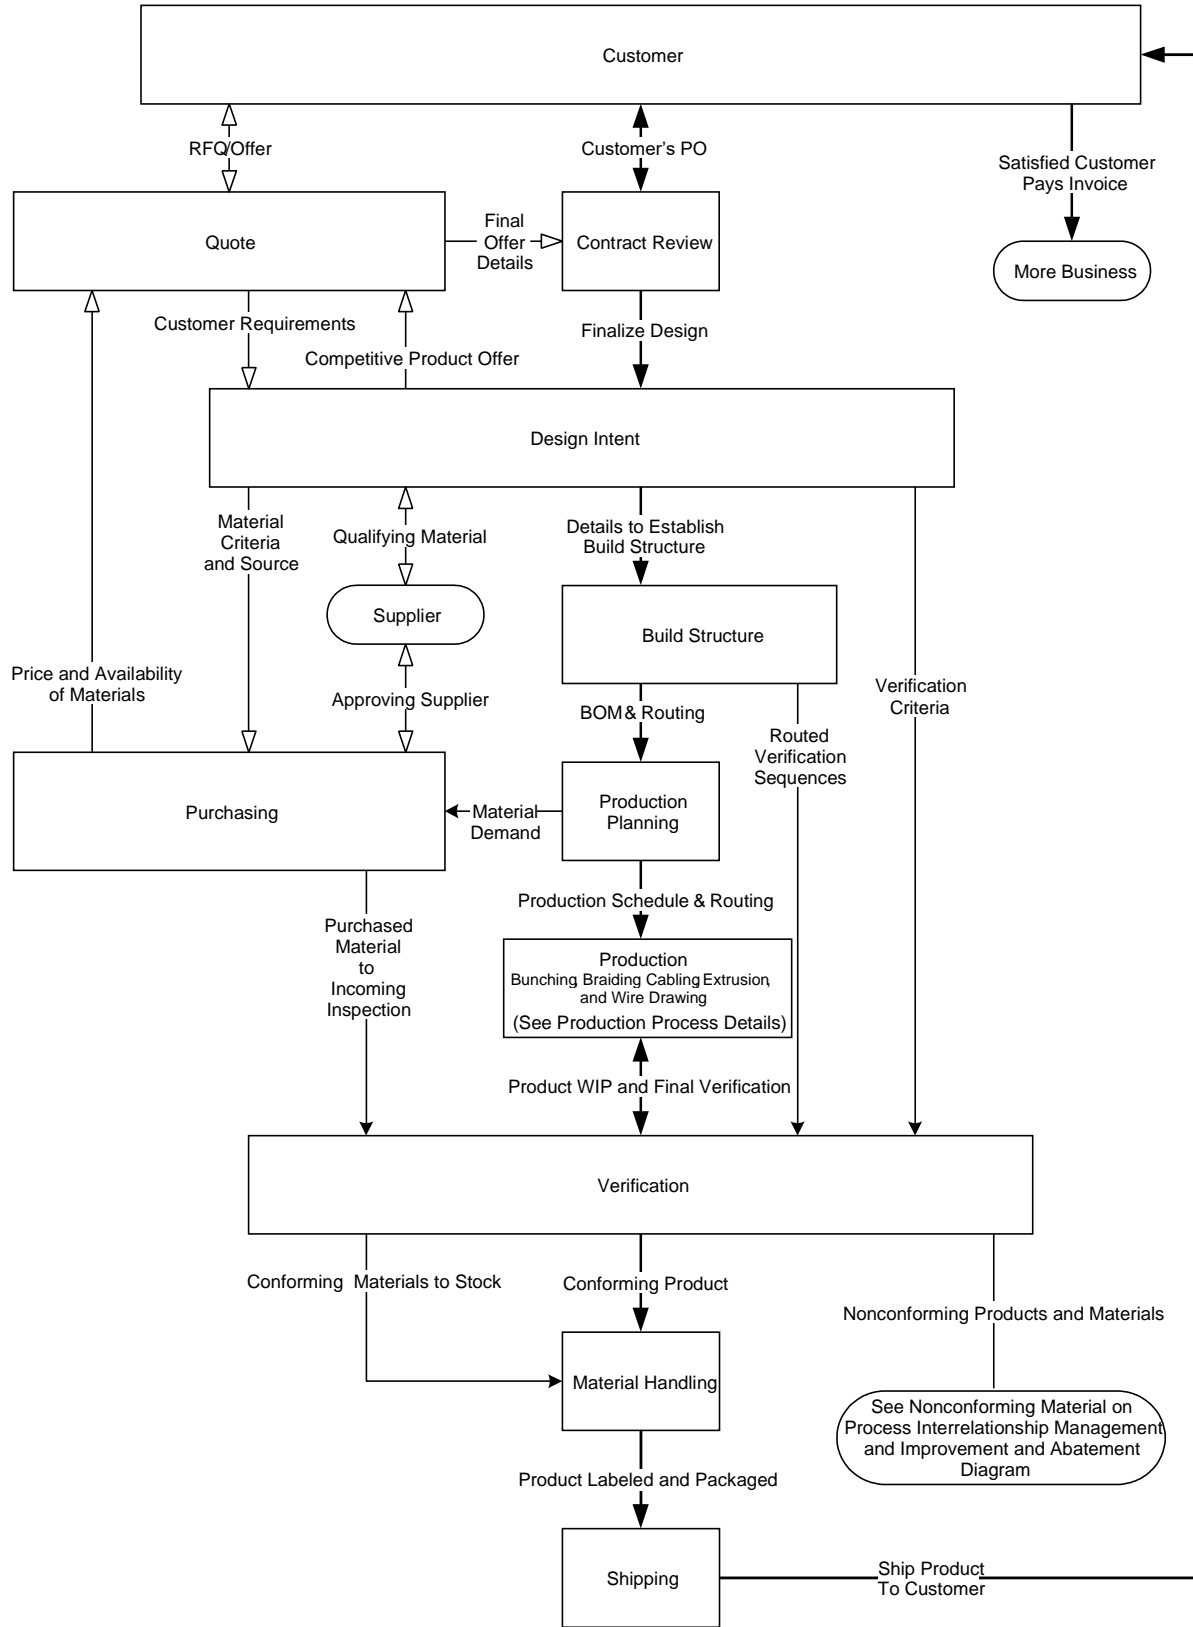 Customer
RFQ/Offer
Customer's PO
Satisfied Customer
Pays Invoice
Quote
Final
Offer
Details
Contract Review
More Business
Customer Requirements
Finalize Design
Competitive Product Offer
Design Intent
Material
Criteria
and Source
Qualifying Material
Details to Establish
Build Structure
Supplier
Build Structure
Price and Availability
of Materials
Approving Supplier
BOM & Routing
Routed
Verification
Sequences
Verification
Criteria
Purchasing
Material
Demand
Production
Planning
Production Schedule & Routing
Purchased
Material
to
Incoming
Inspection
Production
Bunching, Braiding, Cabling, Extrusion,
and Wire Drawing
(See Production Process Details)
Product WIP and Final Verification
Verification
Conforming Materials to Stock
Conforming Product
Nonconforming Products and Materials
Material Handling
See Nonconforming Material on
Process Interrelationship Management
and Improvement and Abatement
Diagram
Product Labeled and Packaged
Shipping
Ship Product
To Customer